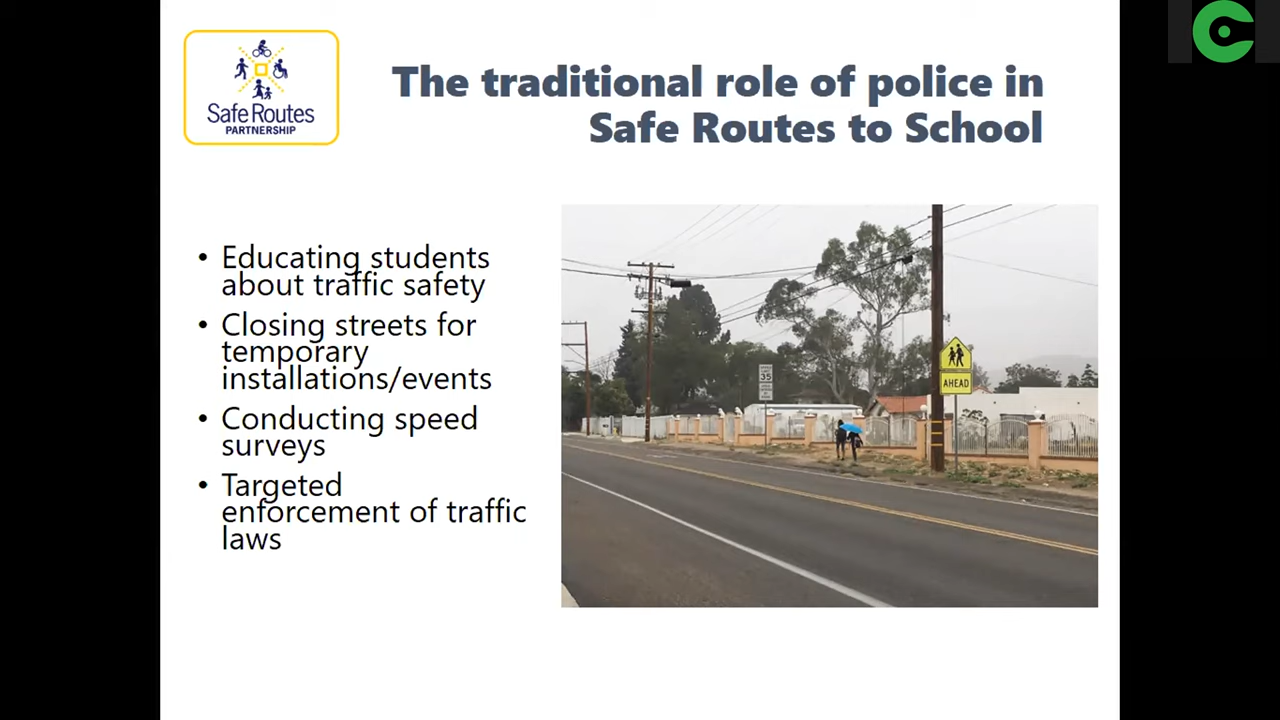 The traditional role of police in
Safe Routes to School
Safe Routes
PARTNERSHIP
• Educating students
about traffic safety
• Closing streets for
temporary
installations/events
• Conducting speed
surveys
• Targeted
enforcement of traffic
laws
35
AHEAD